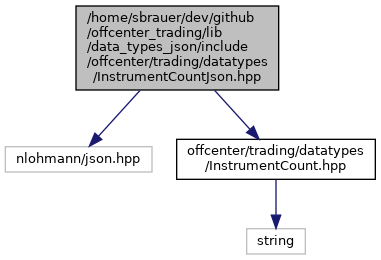 /home/sbrauer/dev/github
/offcenter_trading/lib
/data_types_json/include
/offcenter/trading/datatypes
/InstrumentCountJson.hpp
nlohmann/json.hpp
offcenter/trading/datatypes
/InstrumentCount.hpp
string